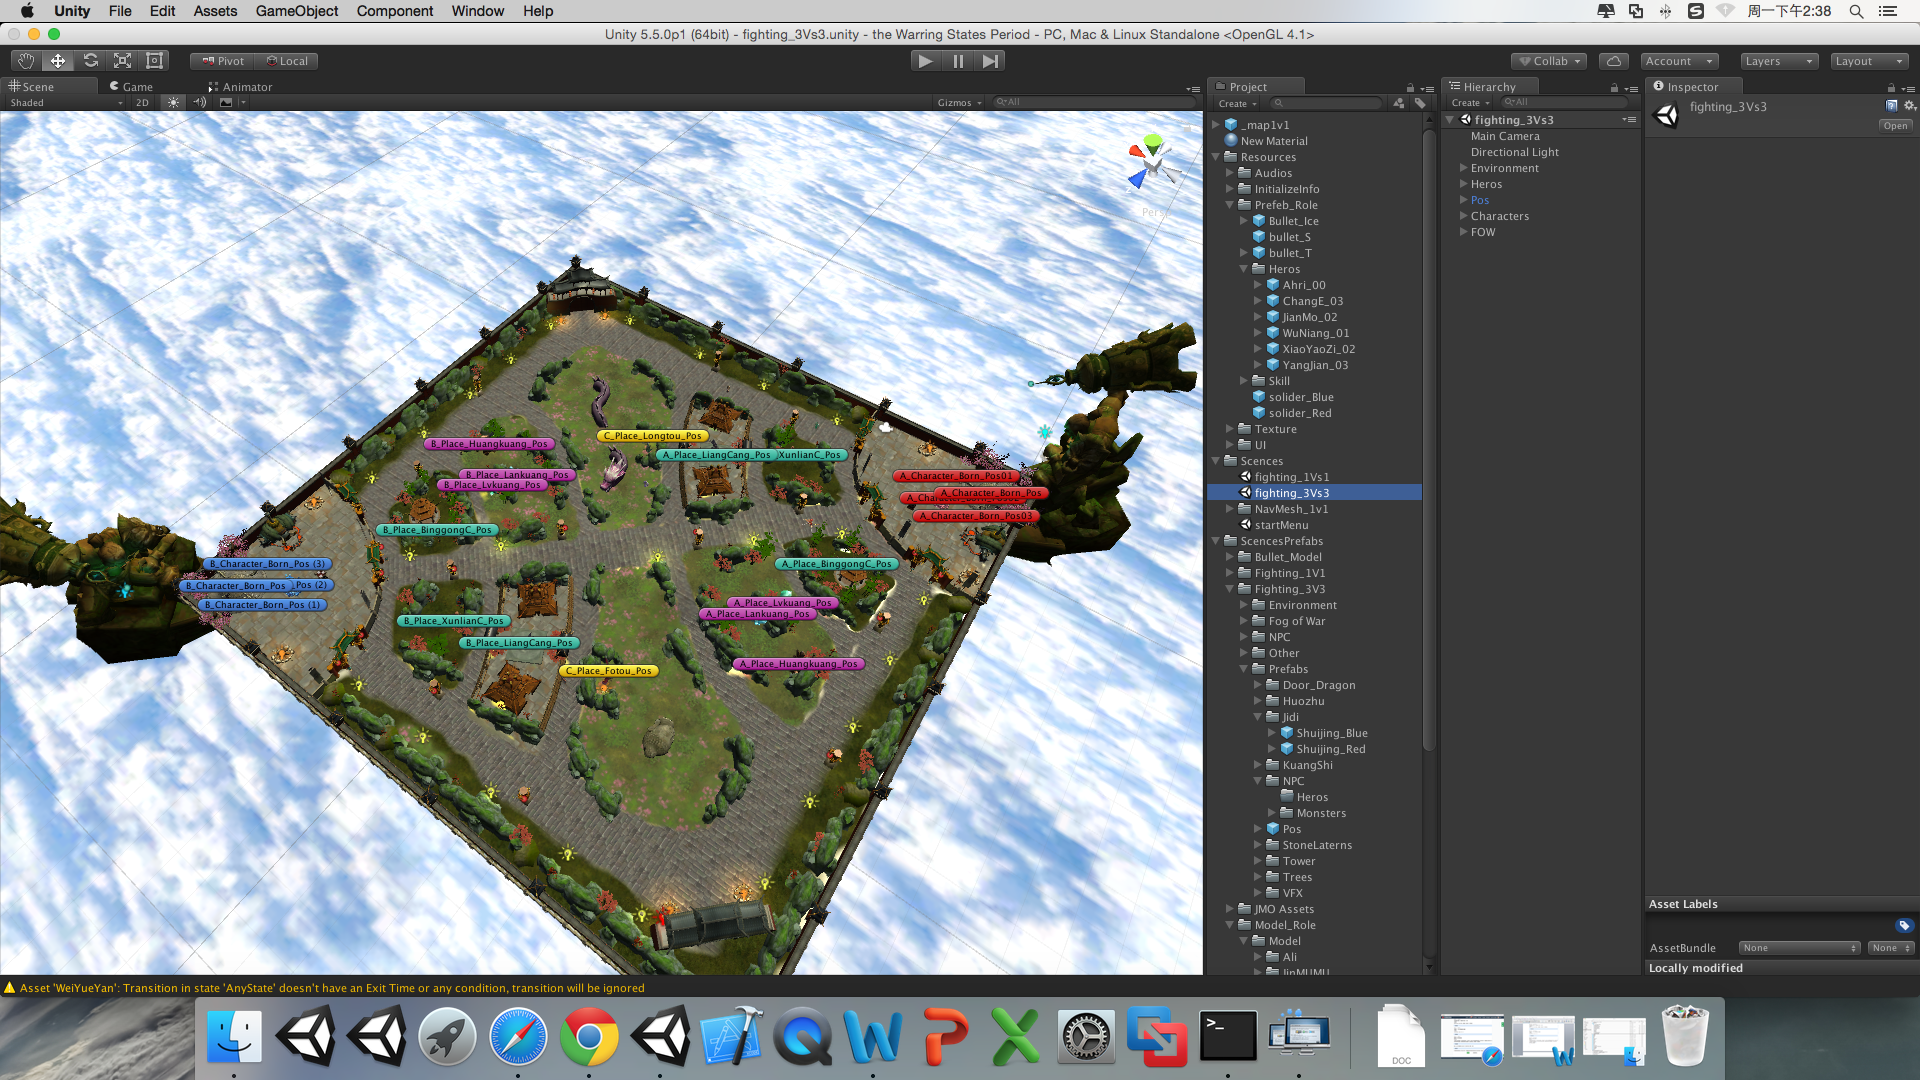 Unity File Edit Assets GameObject Component Window Help
周一下午2:38
Unity 5.5.0p1 (64bit) - fighting_3Vs3.unity - the Warring States Period - PC, Mac & Linux Standalone <OpenGL 4.1>
Pivot Local
Collab Account Layers Layout
Scene Game Animator
Shaded 2D Gizmos All
Persp
B_Place_Huangkuang_Pos
C_Place_Longtou_Pos
A_Place_LiangCang_Pos XunlianC_Pos
B_Place_Lankuang_Pos
B_Place_Lvkuang_Pos
A_Character_Born_Pos01
A_Character_Born_Pos
A_Character_Born_Pos03
B_Place_BinggongC_Pos
B_Character_Born_Pos (3)
A_Place_BinggongC_Pos
B_Character_Born_Pos Pos (2)
B_Character_Born_Pos (1)
A_Place_Lvkuang_Pos
A_Place_Lankuang_Pos
B_Place_XunlianC_Pos
B_Place_LiangCang_Pos
A_Place_Huangkuang_Pos
C_Place_Fotou_Pos
Project
Create
_map1v1
New Material
Resources
Audios
InitializeInfo
Prefeb_Role
Bullet_Ice
bullet_S
bullet_T
Heros
Ahri_00
ChangE_03
JianMo_02
WuNiang_01
XiaoYaoZi_02
YangJian_03
Skill
solider_Blue
solider_Red
Texture
UI
Scences
fighting_1Vs1
fighting_3Vs3
NavMesh_1v1
startMenu
ScencesPrefabs
Bullet_Model
Fighting_1V1
Fighting_3V3
Environment
Fog of War
NPC
Other
Prefabs
Door_Dragon
Huozhu
Jidi
Shuijing_Blue
Shuijing_Red
KuangShi
NPC
Heros
Monsters
Pos
StoneLaterns
Tower
Trees
VFX
JMO Assets
Model_Role
Model
Ali
JinMUMU
Hierarchy
Create All
fighting_3Vs3
Main Camera
Directional Light
Environment
Heros
Pos
Characters
FOW
Inspector
fighting_3Vs3
Open
Asset Labels
AssetBundle None None
Locally modified
Asset 'WeiYueYan': Transition in state 'AnyState' doesn't have an Exit Time or any condition, transition will be ignored
DOC